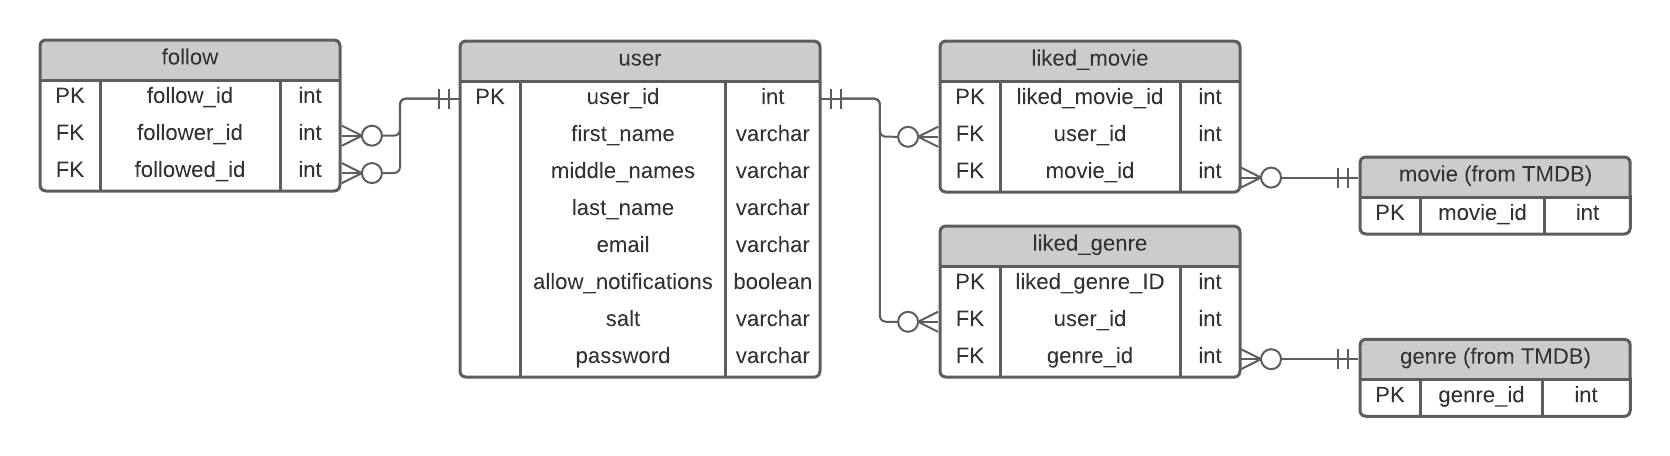 follow
PK follow_id int
FK follower_id int
FK followed_id int
user
PK user_id int
first_name varchar
middle_names varchar
last_name varchar
email varchar
allow_notifications boolean
salt varchar
password varchar
liked_movie
PK liked_movie_id int
FK user_id int
FK movie_id int
liked_genre
PK liked_genre_ID int
FK user_id int
FK genre_id int
movie (from TMDB)
PK movie_id int
genre (from TMDB)
PK genre_id int